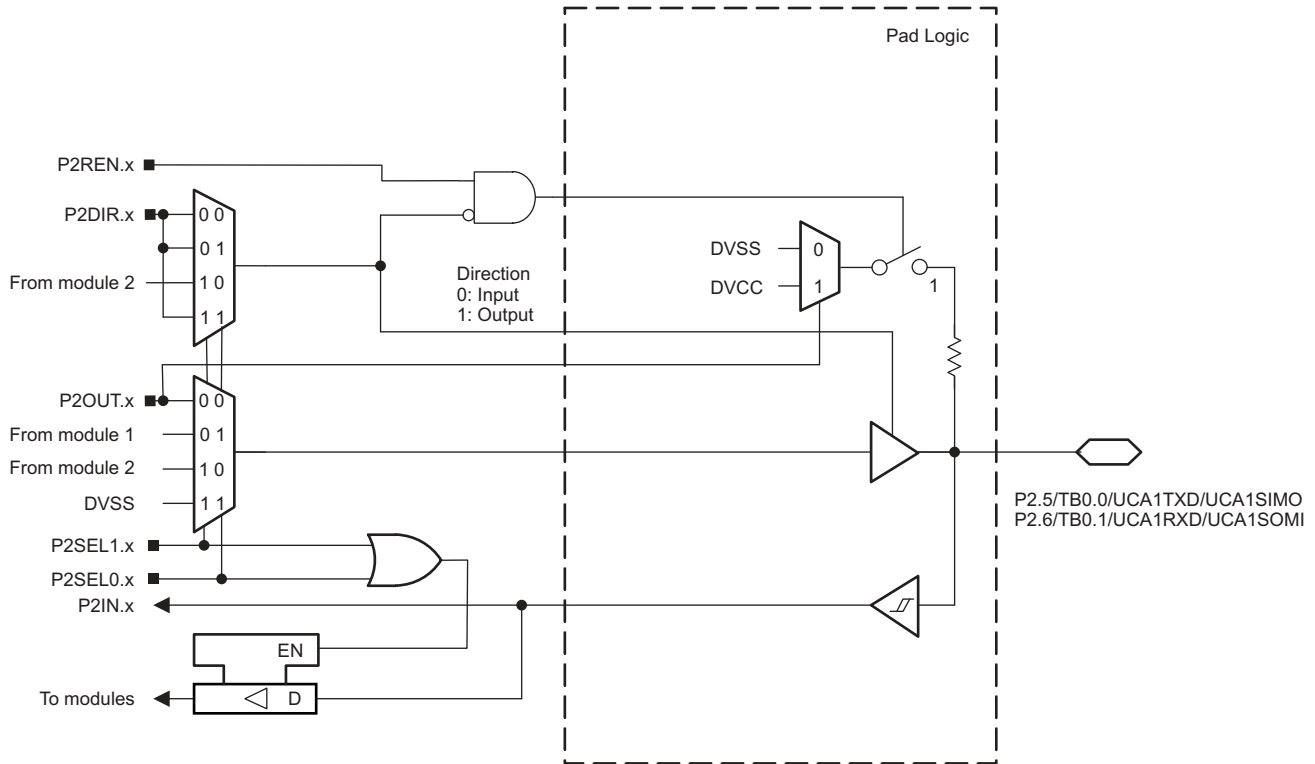 Pad Logic
P2REN.x
P2DIR.x
0 0
0 1
From module 2
1 0
1 1
Direction
0: Input
1: Output
DVSS
0
DVCC
1
1
P2OUT.x
0 0
From module 1
0 1
From module 2
1 0
DVSS
1 1
P2.5/TB0.0/UCA1TXD/UCA1SIMO
P2.6/TB0.1/UCA1RXD/UCA1SOMI
P2SEL1.x
P2SEL0.x
P2IN.x
EN
To modules
D